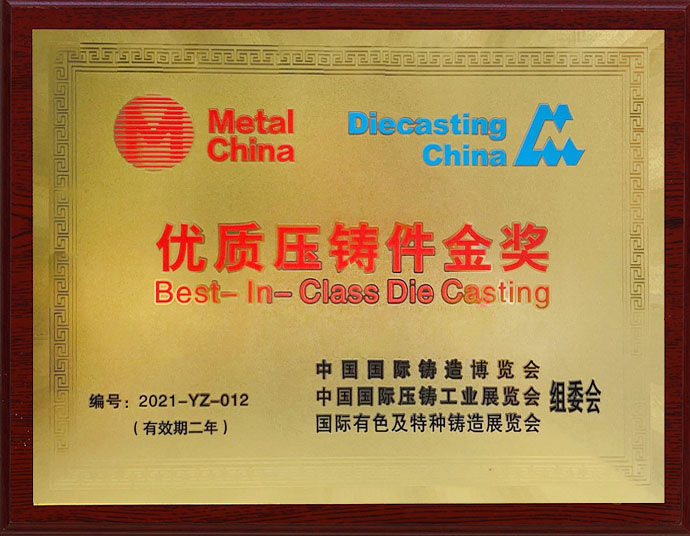 Metal
China
Diecasting
China
优质压铸件金奖
Best-In-Class Die Casting
中国国际铸造博览会
中国国际压铸工业展览会
国际有色及特种铸造展览会
组委会
编号：2021-YZ-012
（有效期二年）